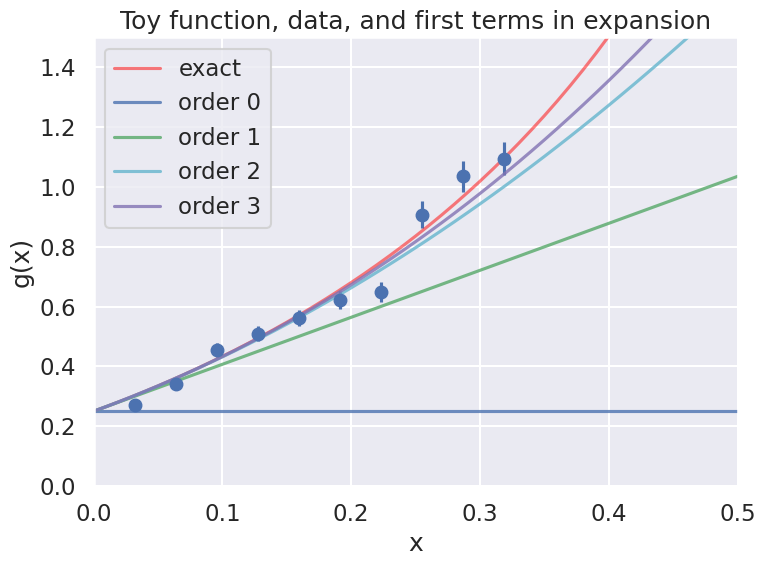 Toy function, data, and first terms in expansion
1.4
1.2
1.0
0.8
0.6
0.4
0.2
0.0
g(x)
exact
order 0
order 1
order 2
order 3
0.0 0.1 0.2 0.3 0.4 0.5
x